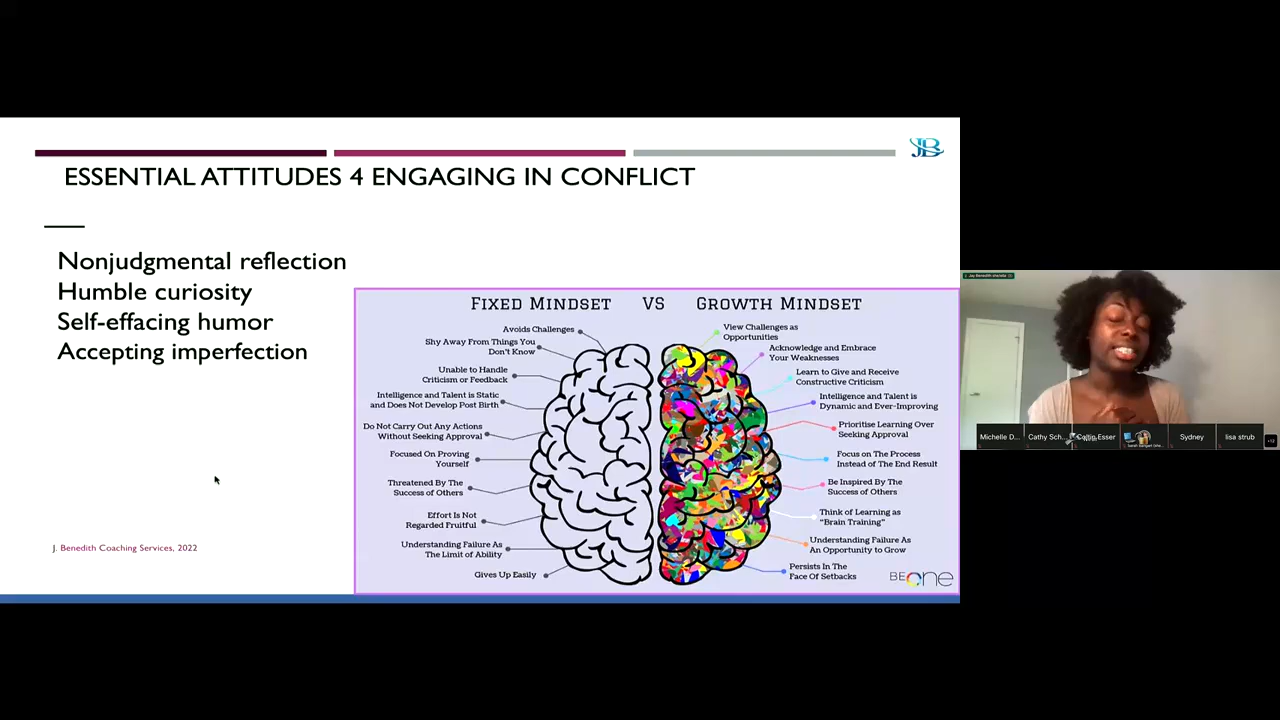 JB
ESSENTIAL ATTITUDES 4 ENGAGING IN CONFLICT
Nonjudgmental reflection
Humble curiosity
Self-effacing humor
Accepting imperfection
J. Benedith Coaching Services, 2022
FIXED MINDSET VS GROWTH MINDSET
Avoids Challenges
Shy Away From Things You
Don't Know
Unable to Handle
Criticism or Feedback
Intelligence and Talent is Static
and Does Not Develop Post Birth
Do Not Carry Out Any Actions
Without Seeking Approval
Focused On Proving
Yourself
Threatened By The
Success of Others
Effort Is Not
Regarded Fruitful
Understanding Failure As
The Limit of Ability
Gives Up Easily
View Challenges as
Opportunities
Acknowledge and Embrace
Your Weaknesses
Learn to Give and Receive
Constructive Criticism
Intelligence and Talent is
Dynamic and Ever-Improving
Prioritise Learning Over
Seeking Approval
Focus on The Process
Instead of The End Result
Be Inspired By The
Success of Others
Think of Learning as
"Brain Training"
Understanding Failure As
An Opportunity to Grow
Persists In The
Face Of Setbacks
BE One
Michelle D...
Cathy Sch...
Caitlin Esser
Sydney
lisa strub
+12